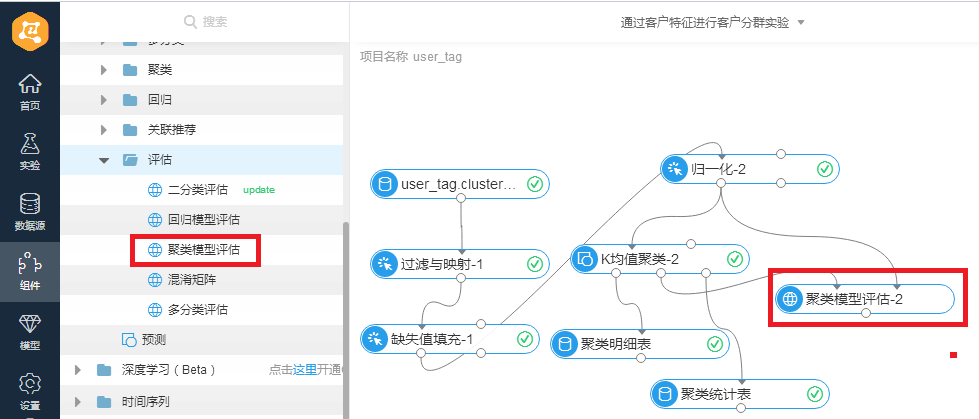 搜索
通过客户特征进行客户分群实验
项目名称 user_tag
首页
实验
数据源
组件
模型
设置
聚类
回归
关联推荐
评估
二分类评估 update
回归模型评估
聚类模型评估
混淆矩阵
多分类评估
预测
深度学习（Beta） 点击这里开通
时间序列
user_tag.cluster...
过滤与映射-1
缺失值填充-1
归一化-2
K均值聚类-2
聚类模型评估-2
聚类明细表
聚类统计表